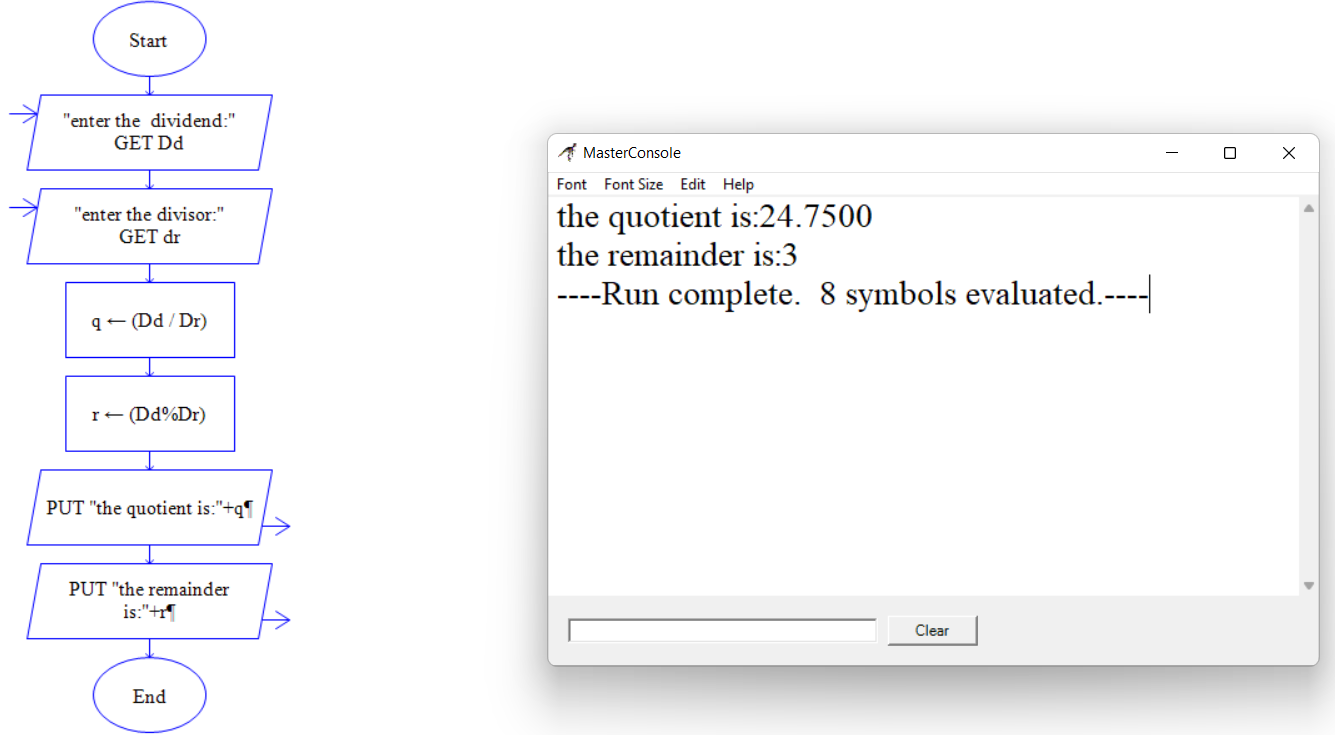 Start
"enter the  dividend:"
GET Dd
"enter the divisor:"
GET dr
q ← (Dd / Dr)
r ← (Dd%Dr)
PUT "the quotient is:"+q¶
PUT "the remainder
is:"+r¶
End
MasterConsole
Font Font Size Edit Help
the quotient is:24.7500
the remainder is:3
----Run complete.  8 symbols evaluated.----
Clear